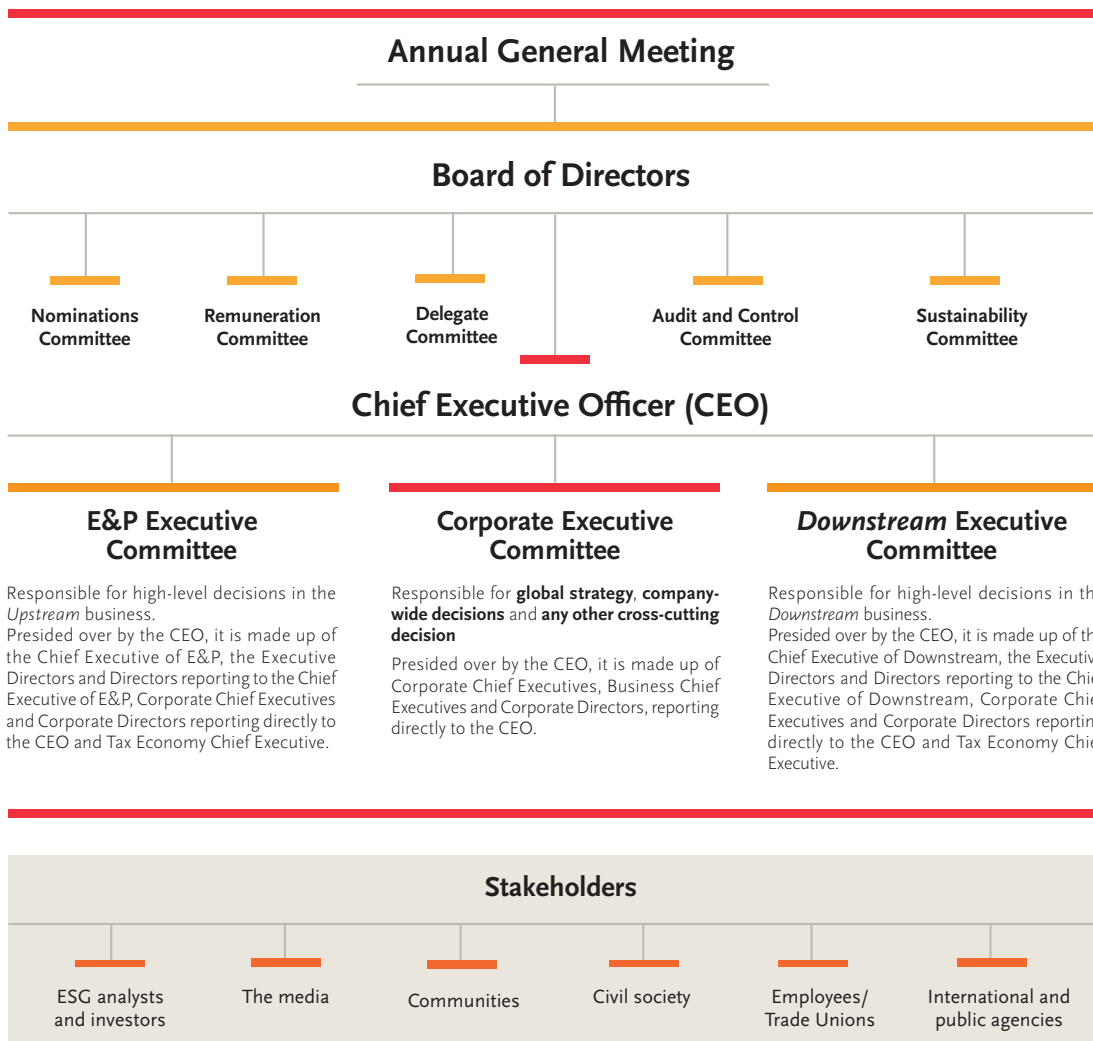 Annual General Meeting
Board of Directors
Nominations
Committee
Remuneration
Committee
Delegate
Committee
Audit and Control
Committee
Sustainability
Committee
Chief Executive Officer (CEO)
E&P Executive
Committee
Responsible for high-level decisions in the
Upstream business.
Presided over by the CEO, it is made up of
the Chief Executive of E&P, the Executive
Directors and Directors reporting to the Chief
Executive of E&P, Corporate Chief Executives
and Corporate Directors reporting directly to
the CEO and Tax Economy Chief Executive.
Corporate Executive
Committee
Responsible for global strategy, company-
wide decisions and any other cross-cutting
decision
Presided over by the CEO, it is made up of
Corporate Chief Executives, Business Chief
Executives and Corporate Directors, reporting
directly to the CEO.
Downstream Executive
Committee
Responsible for high-level decisions in th
Downstream business.
Presided over by the CEO, it is made up of th
Chief Executive of Downstream, the Executiv
Directors and Directors reporting to the Chie
Executive of Downstream, Corporate Chie
Executives and Corporate Directors reportin
directly to the CEO and Tax Economy Chie
Executive.
Stakeholders
ESG analysts
and investors
The media
Communities
Civil society
Employees/
Trade Unions
International and
public agencies